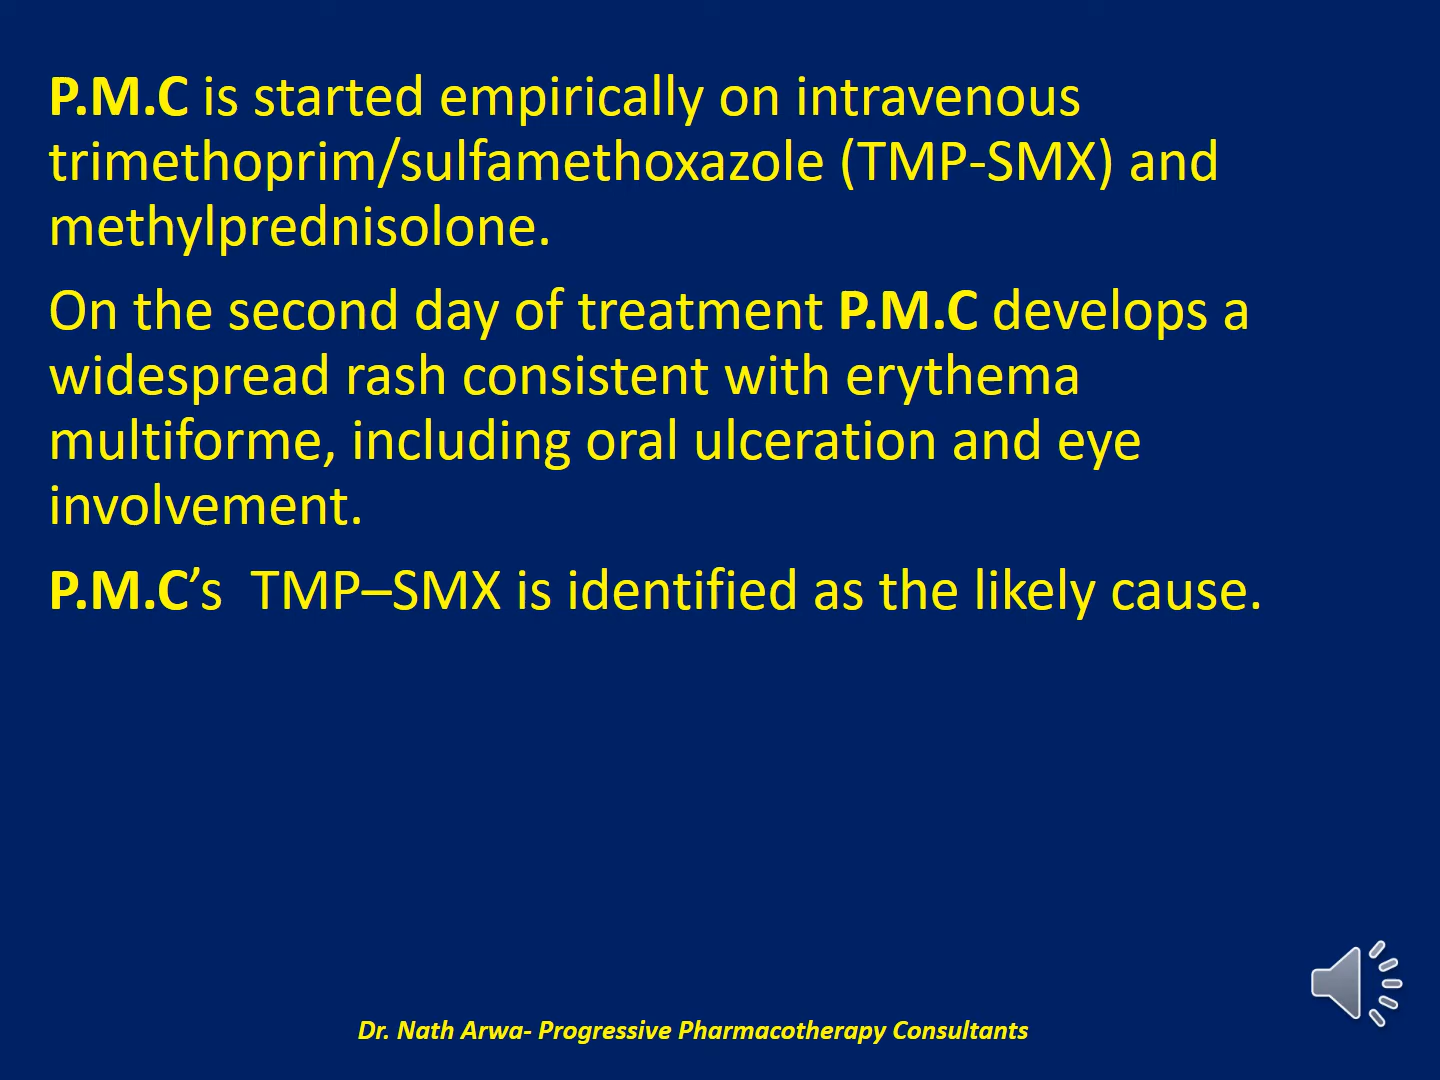 P.M.C is started empirically on intravenous
trimethoprim/sulfamethoxazole (TMP-SMX) and
methylprednisolone.
On the second day of treatment P.M.C develops a
widespread rash consistent with erythema
multiforme, including oral ulceration and eye
involvement.
P.M.C’s  TMP–SMX is identified as the likely cause.
Dr. Nath Arwa- Progressive Pharmacotherapy Consultants